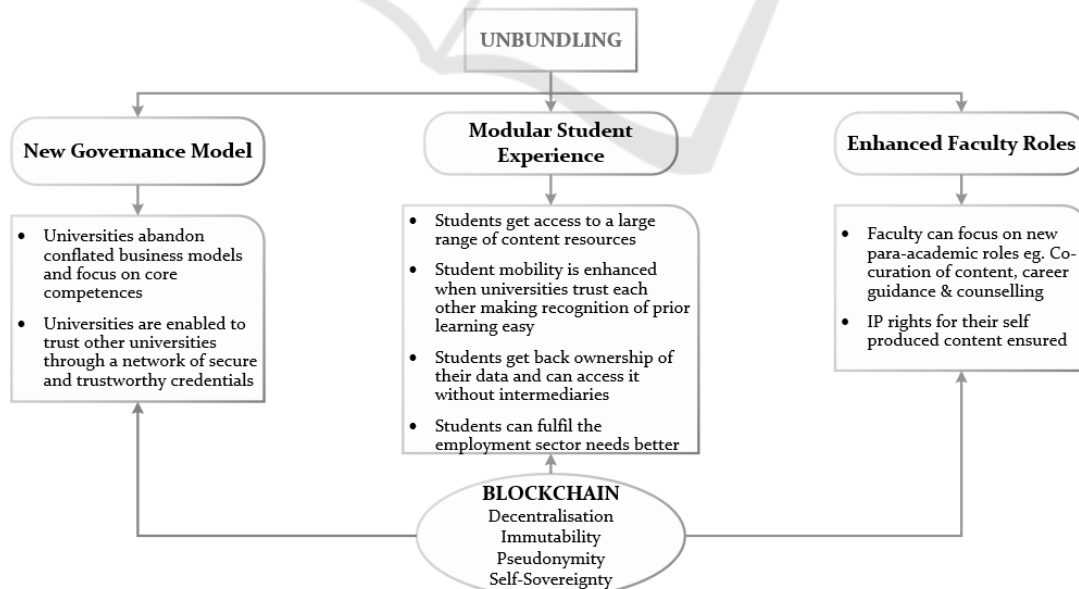 UNBUNDLING
New Governance Model
Modular Student
Experience
Enhanced Faculty Roles
• Universities abandon
conflated business models
and focus on core
competences
• Universities are enabled to
trust other universities
through a network of secure
and trustworthy credentials
• Students get access to a large
range of content resources
• Student mobility is enhanced
when universities trust each
other making recognition of prior
learning easy
• Students get back ownership of
their data and can access it
without intermediaries
• Students can fulfil the
employment sector needs better
• Faculty can focus on new
para-academic roles eg. Co-
curation of content, career
guidance & counselling
• IP rights for their self
produced content ensured
BLOCKCHAIN
Decentralisation
Immutability
Pseudonymity
Self-Sovereignty